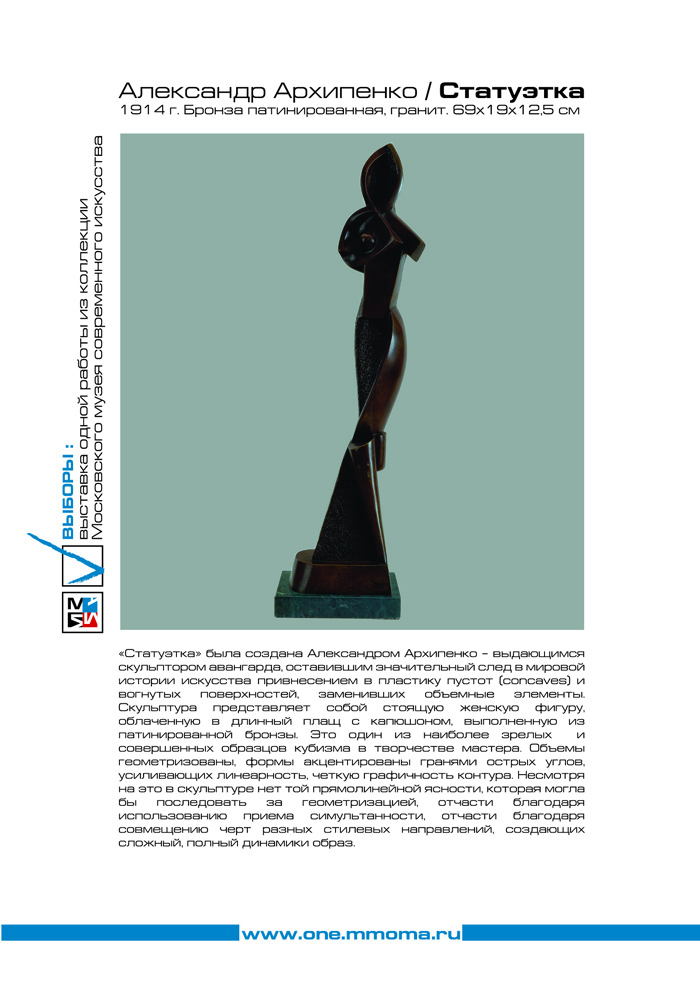 Александр Архипенко / Статуэтка
1914 г. Бронза патинированная, гранит. 69х19х12,5 см
ВЫБОРЫ :
выставка одной работы из коллекции
Московского музея современного искусства
«Статуэтка» была создана Александром Архипенко – выдающимся
скульптором авангарда, оставившим значительный след в мировой
истории искусства привнесением в пластику пустот (concaves) и
вогнутых поверхностей, заменивших объемные элементы.
Скульптура представляет собой стоящую женскую фигуру,
облаченную в длинный плащ с капюшоном, выполненную из
патинированной бронзы. Это один из наиболее зрелых и
совершенных образцов кубизма в творчестве мастера. Объемы
геометризованы, формы акцентированы гранями острых углов,
усиливающих линеарность, четкую графичность контура. Несмотря
на это в скульптуре нет той прямолинейной ясности, которая могла
бы последовать за геометризацией, отчасти благодаря
использованию приема симультанности, отчасти благодаря
совмещению черт разных стилевых направлений, создающих
сложный, полный динамики образ.
www.one.mmoma.ru